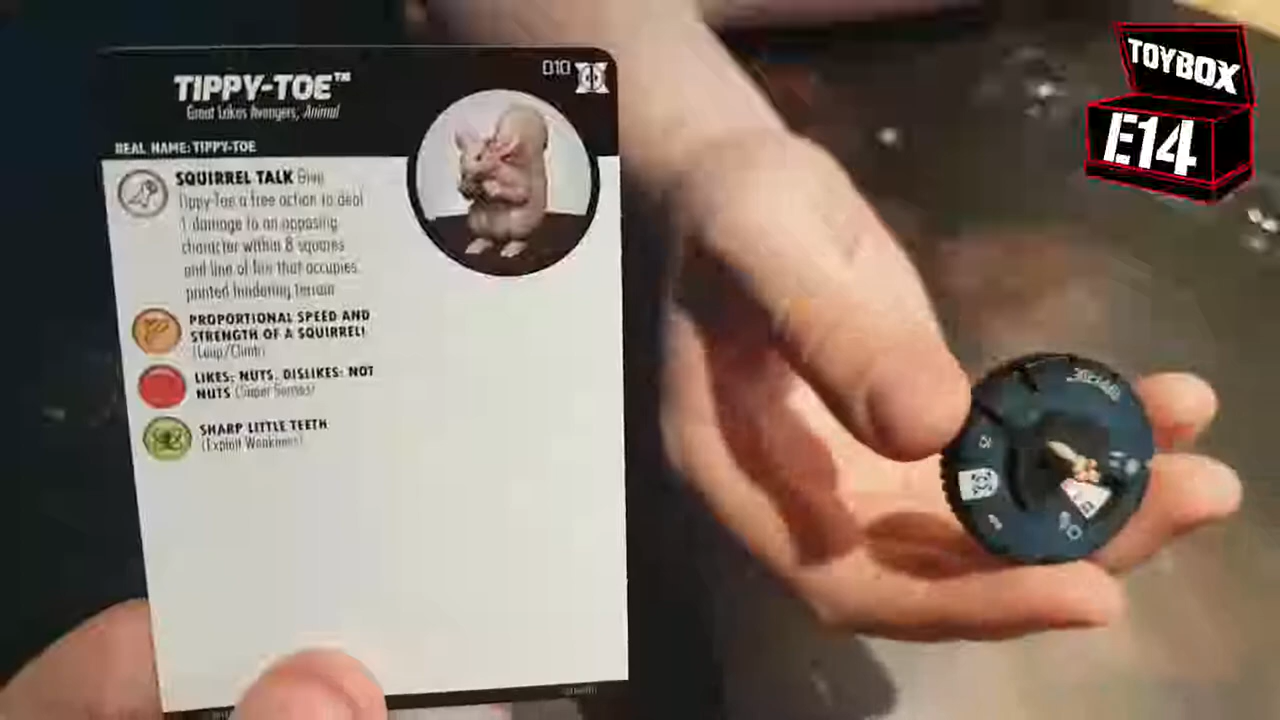 TIPPY-TOE™
010
Great Lakes Avengers, Animal
REAL NAME: TIPPY-TOE
SQUIRREL TALK Give
Tippy-Toe a free action to deal
1 damage to an opposing
character within 8 squares
and line of fire that occupies
printed hindering terrain
PROPORTIONAL SPEED AND
STRENGTH OF A SQUIRREL!
(Leap/Climb)
LIKES: NUTS. DISLIKES: NOT
NUTS (Super Senses)
SHARP LITTLE TEETH
(Exploit Weakness)
TOYBOX
E14